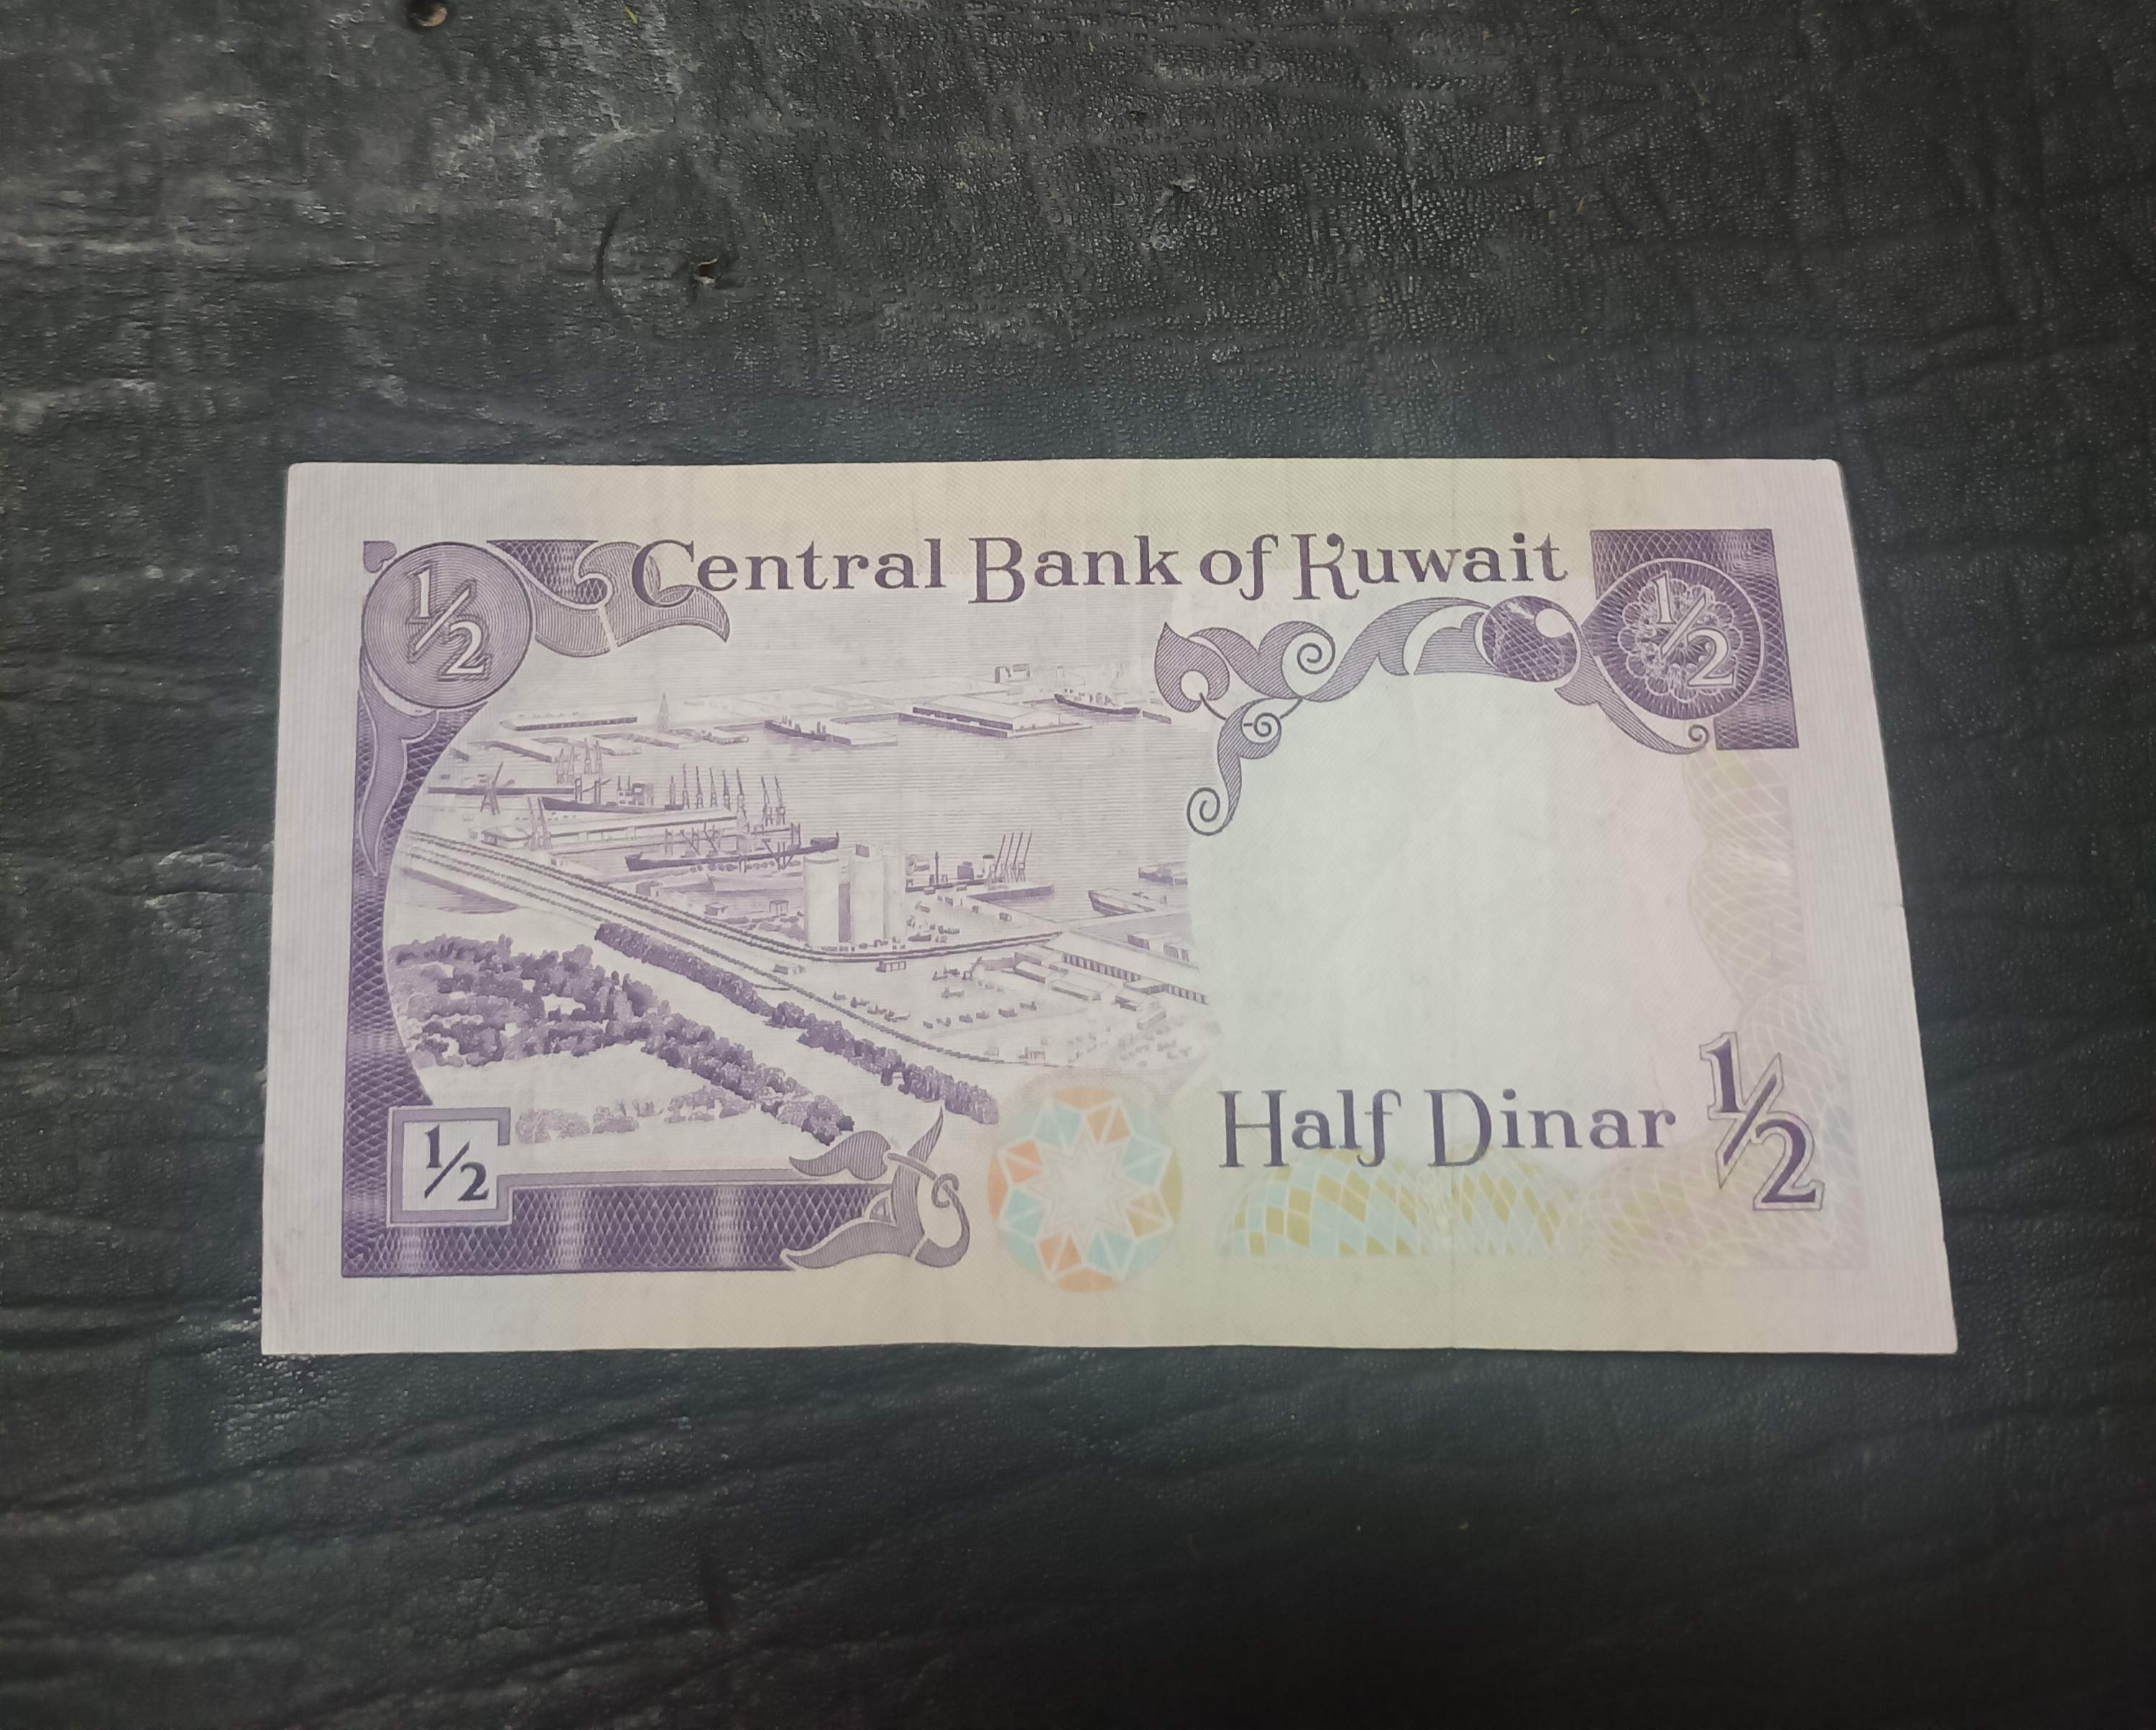 Central Bank of Kuwait
1/2
1/2
Half Dinar
1/2
1/2